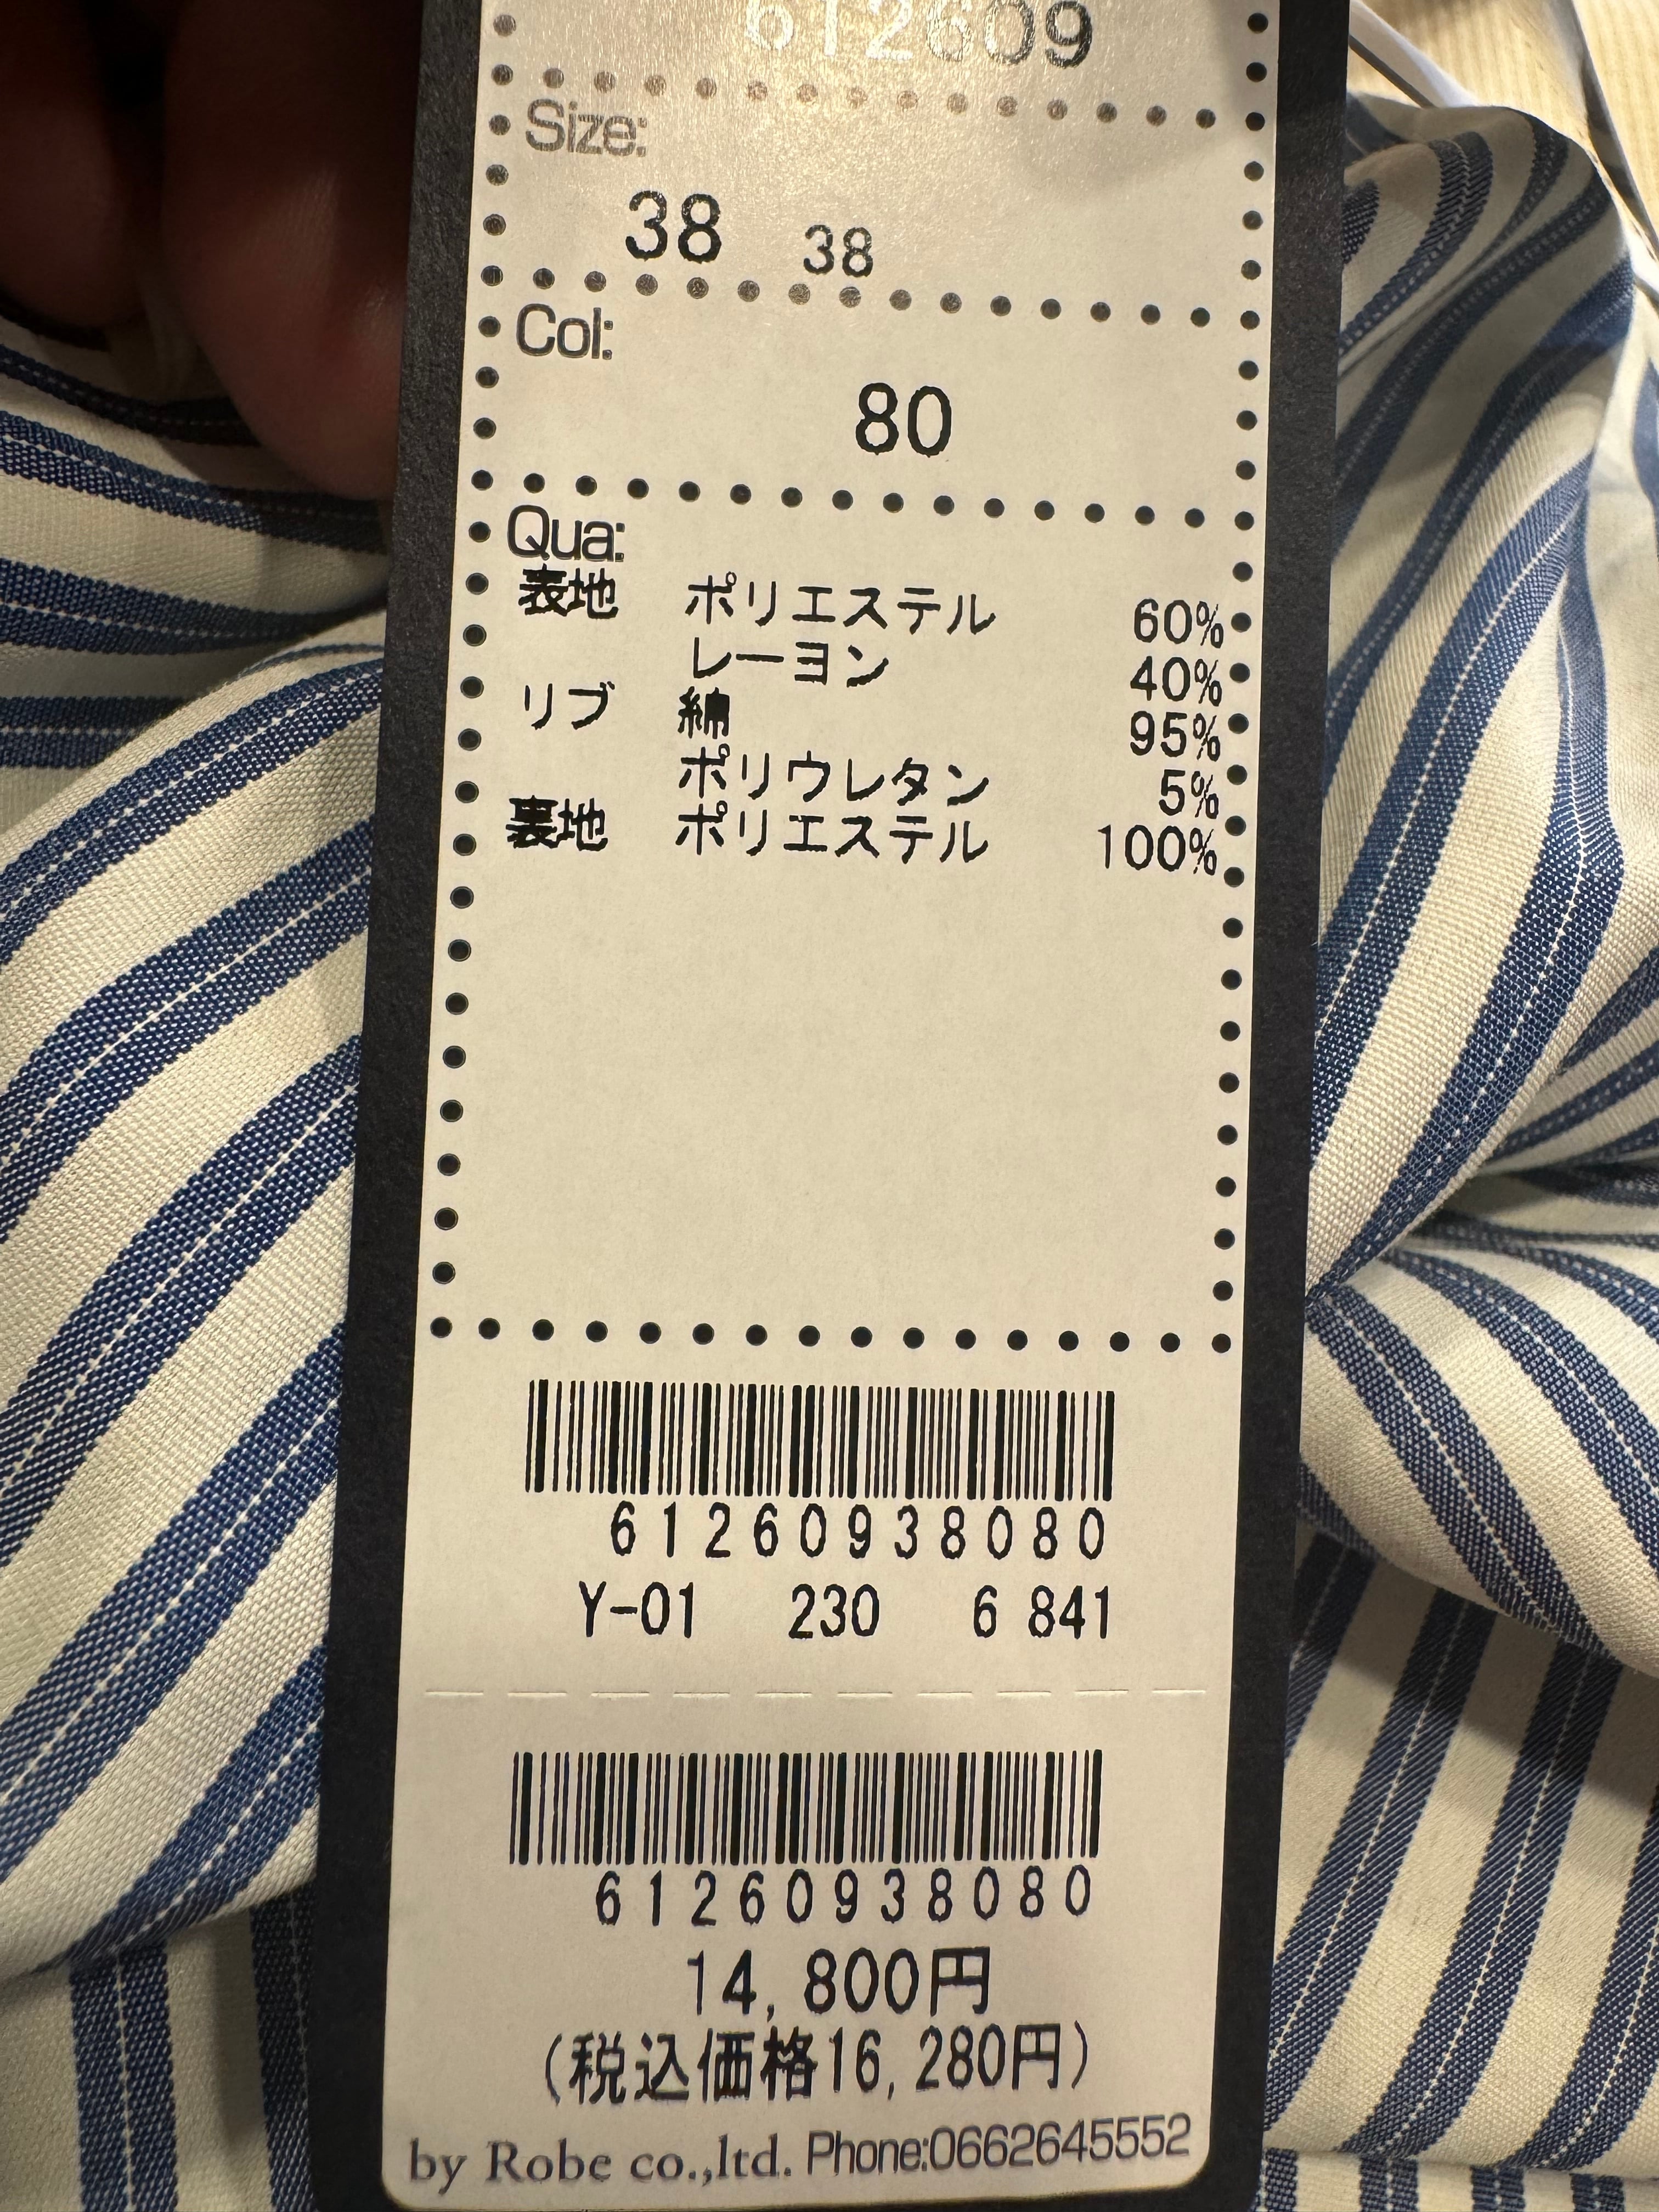 612609
Size:
38 38
Col:
80
Qua:
表地 ポリエステル 60%
レーヨン 40%
リブ 綿 95%
ポリウレタン 5%
裏地 ポリエステル 100%
61260938080
Y-01 230 6 841
61260938080
14,800円
(税込価格16,280円)
by Robe co.,ltd. Phone:0662645552